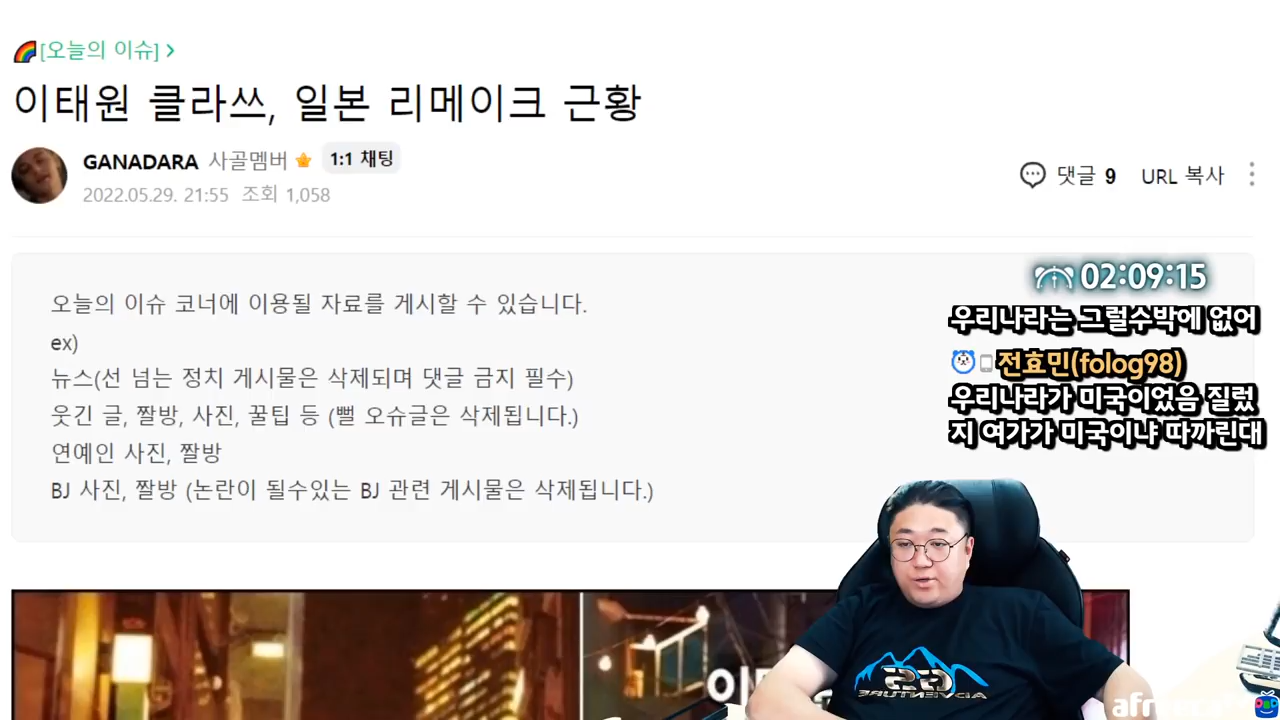 [오늘의 이슈] >
이태원 클라쓰, 일본 리메이크 근황
GANADARA 사골멤버 1:1 채팅
2022.05.29. 21:55 조회 1,058
댓글 9 URL 복사
오늘의 이슈 코너에 이용될 자료를 게시할 수 있습니다.
ex)
뉴스(선 넘는 정치 게시물은 삭제되며 댓글 금지 필수)
웃긴 글, 짤방, 사진, 꿀팁 등 (뻘 오슈글은 삭제됩니다.)
연예인 사진, 짤방
BJ 사진, 짤방 (논란이 될수있는 BJ 관련 게시물은 삭제됩니다.)
02:09:15
우리나라는 그럴수박에 없어
전효민(folog98)
우리나라가 미국이었음 질렀
지 여가가 미국이냐 따까린대
ADVENTURE